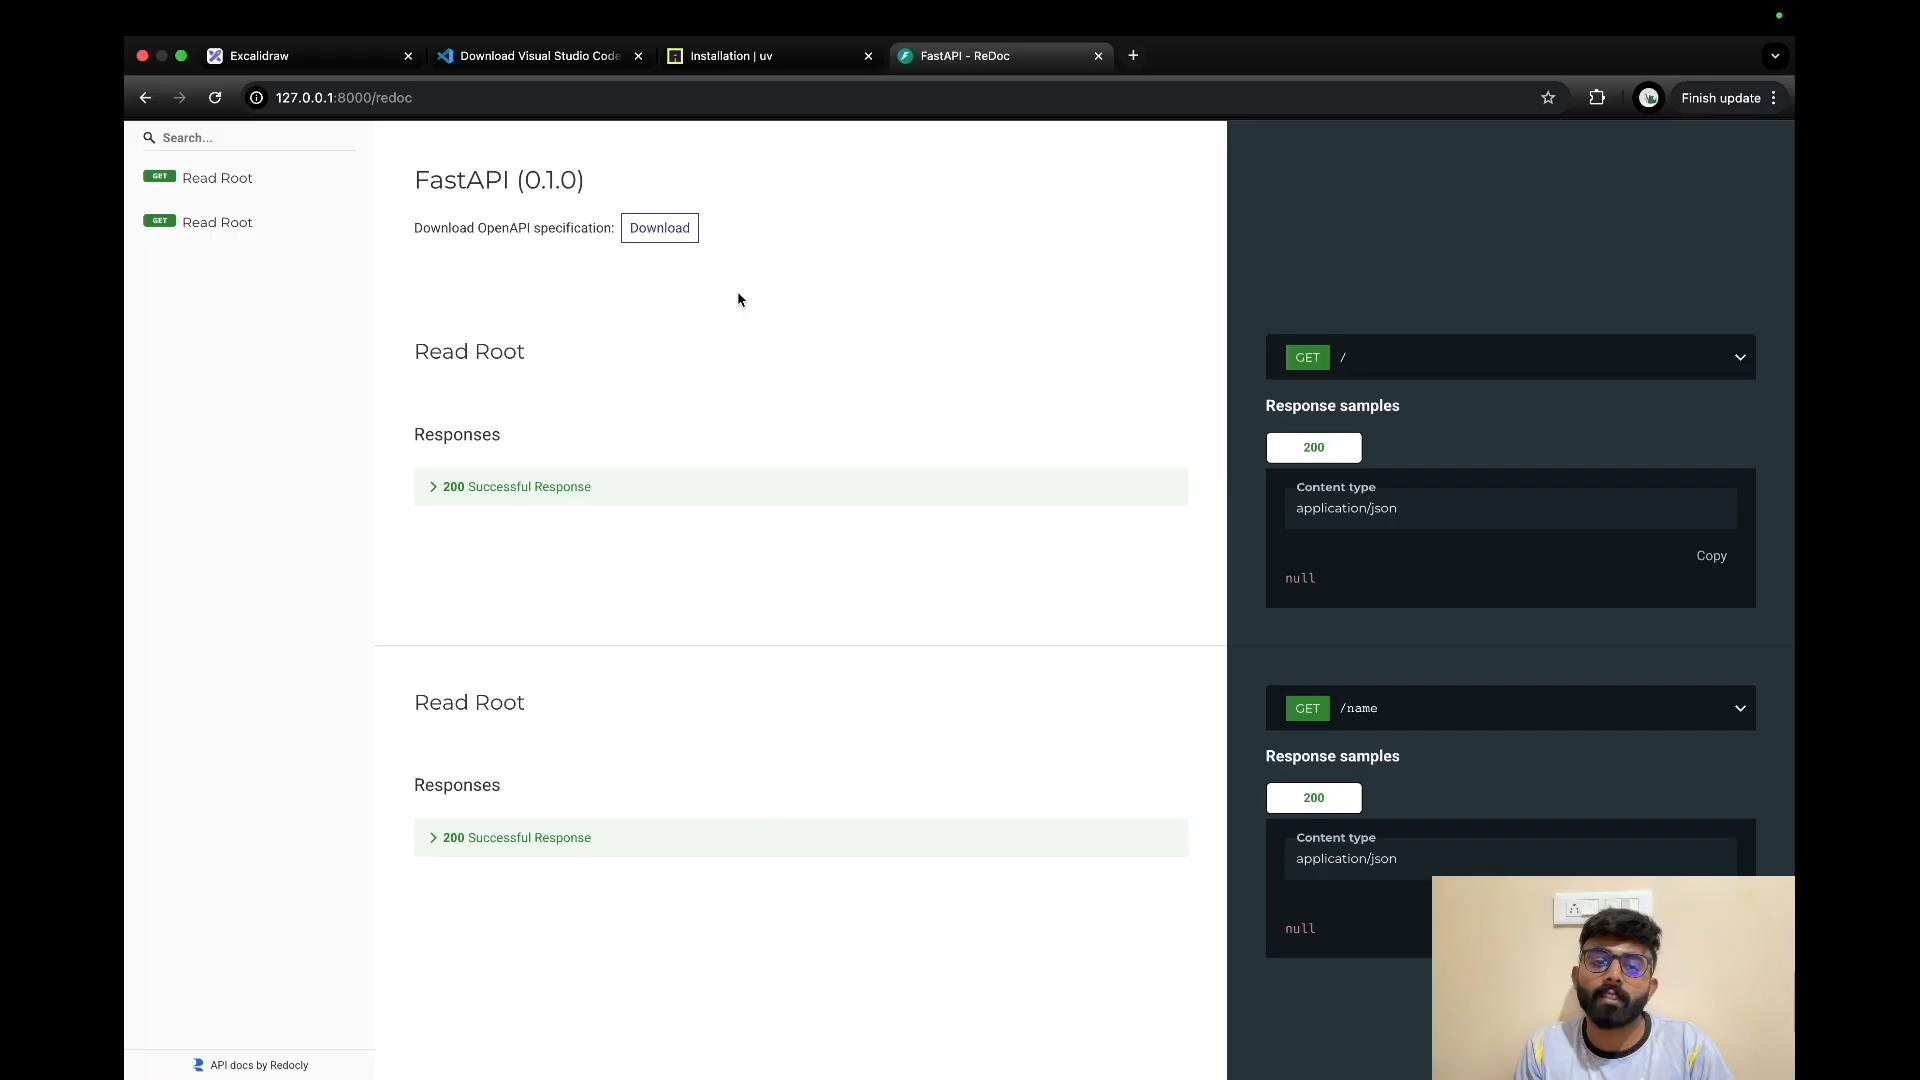 Excalidraw
Download Visual Studio Code
Installation | uv
FastAPI - ReDoc
127.0.0.1:8000/redoc
Finish update
Search...
GET Read Root
GET Read Root
API docs by Redocly
FastAPI (0.1.0)
Download OpenAPI specification: Download
Read Root
Responses
200 Successful Response
GET /
Response samples
200
Content type
application/json
Copy
null
Read Root
Responses
200 Successful Response
GET /name
Response samples
200
Content type
application/json
null